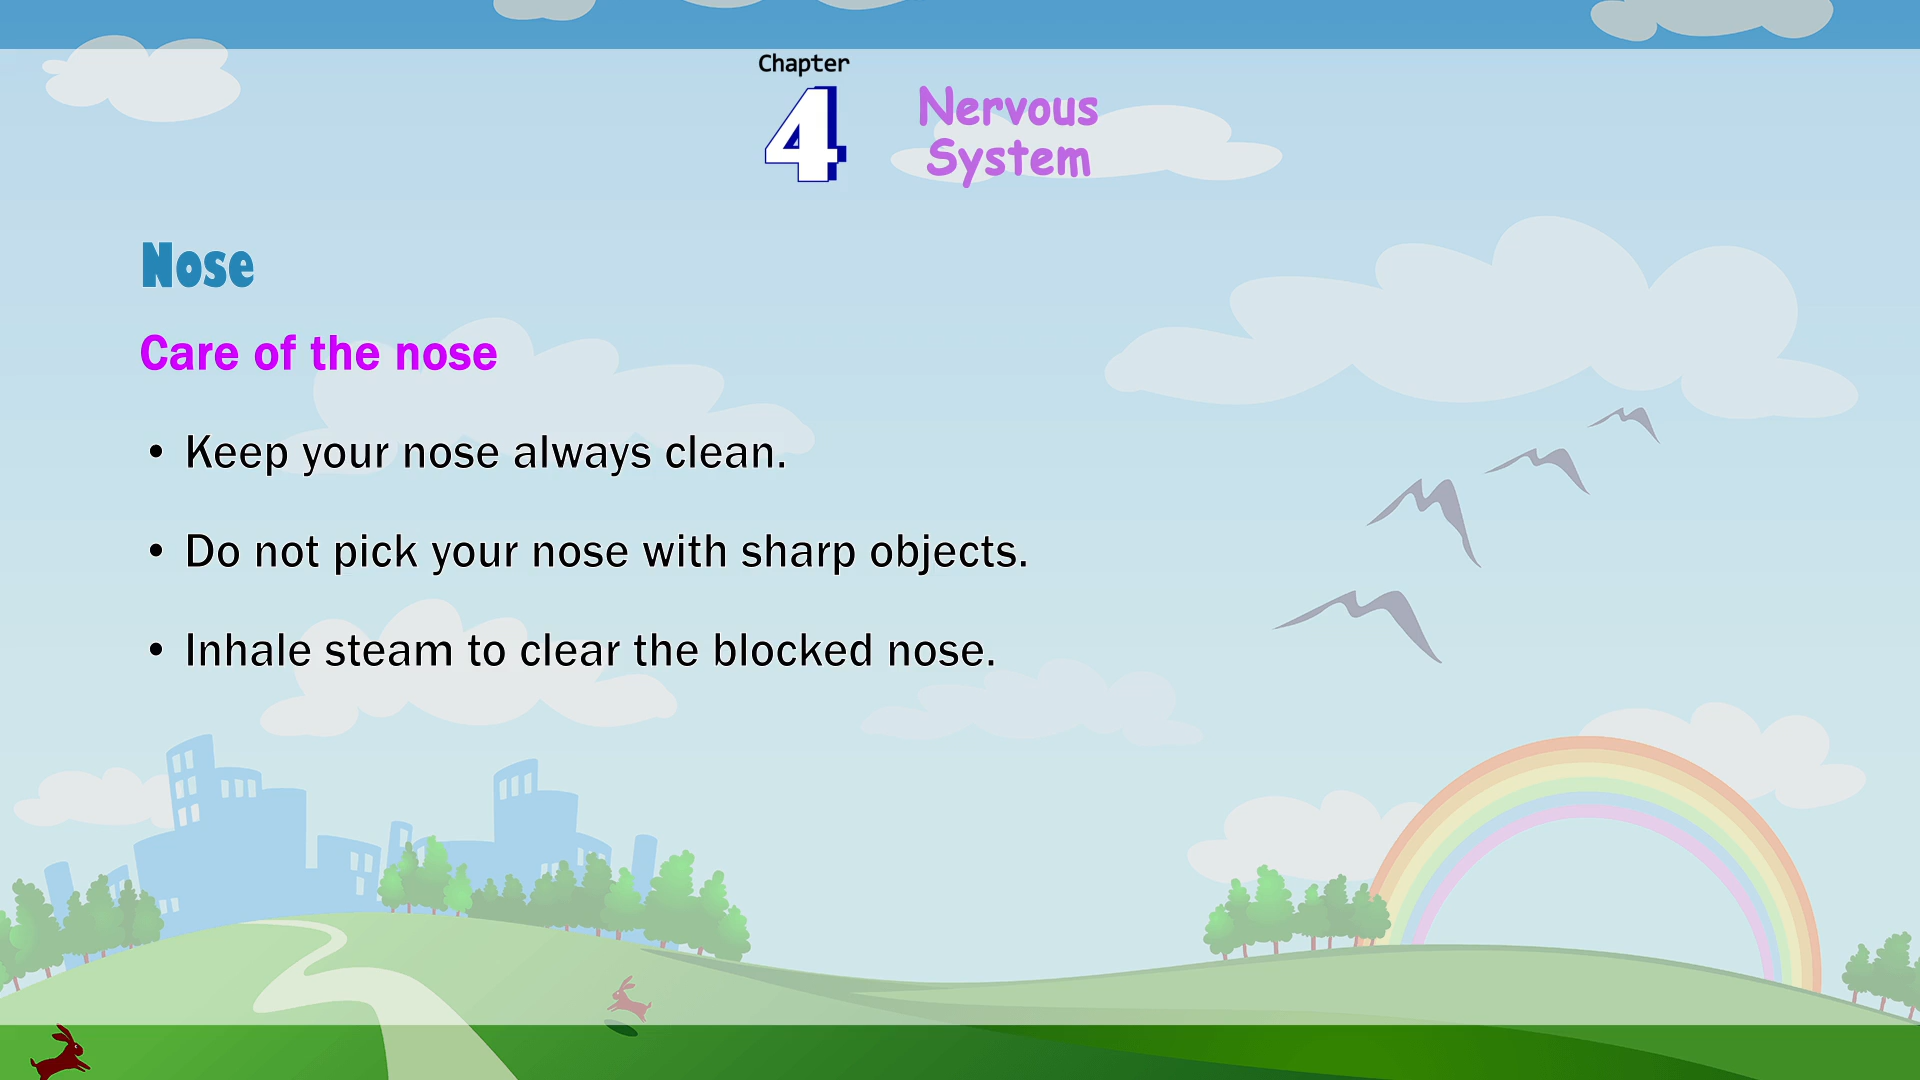 Chapter
4
Nervous
System
Nose
Care of the nose
• Keep your nose always clean.
• Do not pick your nose with sharp objects.
• Inhale steam to clear the blocked nose.